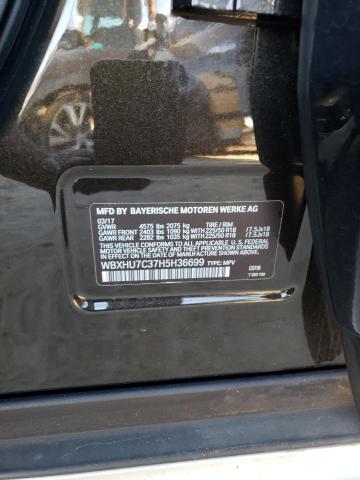 MFD BY BAYERISCHE MOTOREN WERKE AG
03/17
GVWR 4575 lbs 2075 kg TIRE / RIM
GAWR FRONT 2403 lbs 1090 kg WITH 225/50 R18 /7.5Jx18
GAWR REAR 2282 lbs 1035 kg WITH 225/50 R18 /7.5Jx18
THIS VEHICLE CONFORMS TO ALL APPLICABLE FEDERAL
MOTOR VEHICLE SAFETY AND THEFT PREVENTION STANDARDS
IN EFFECT ON THE DATE OF MANUFACTURE SHOWN ABOVE.
WBXHU7C37H5H36699 TYPE: MPV